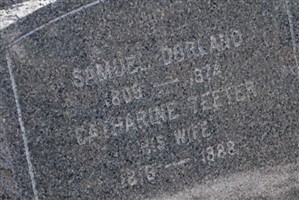 SAMUEL DORLAND
1809 — 1874
CATHARINE TEETER
HIS WIFE
1816 — 1888